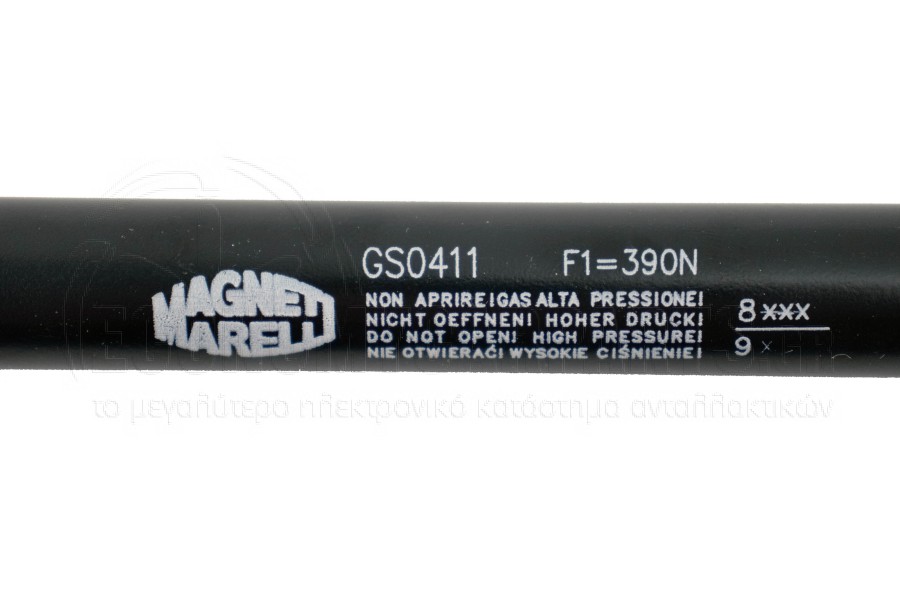 MAGNETI
MARELLI
GS0411 F1=390N
NON APRIRE!GAS ALTA PRESSIONE!
NICHT OEFFNEN! HOHER DRUCK!
DO NOT OPEN! HIGH PRESSURE!
NIE OTWIERAĆ! WYSOKIE CIŚNIENIE!
8xxx
9 x
το μεγαλύτερο ηλεκτρονικό κατάστημα ανταλλακτικών